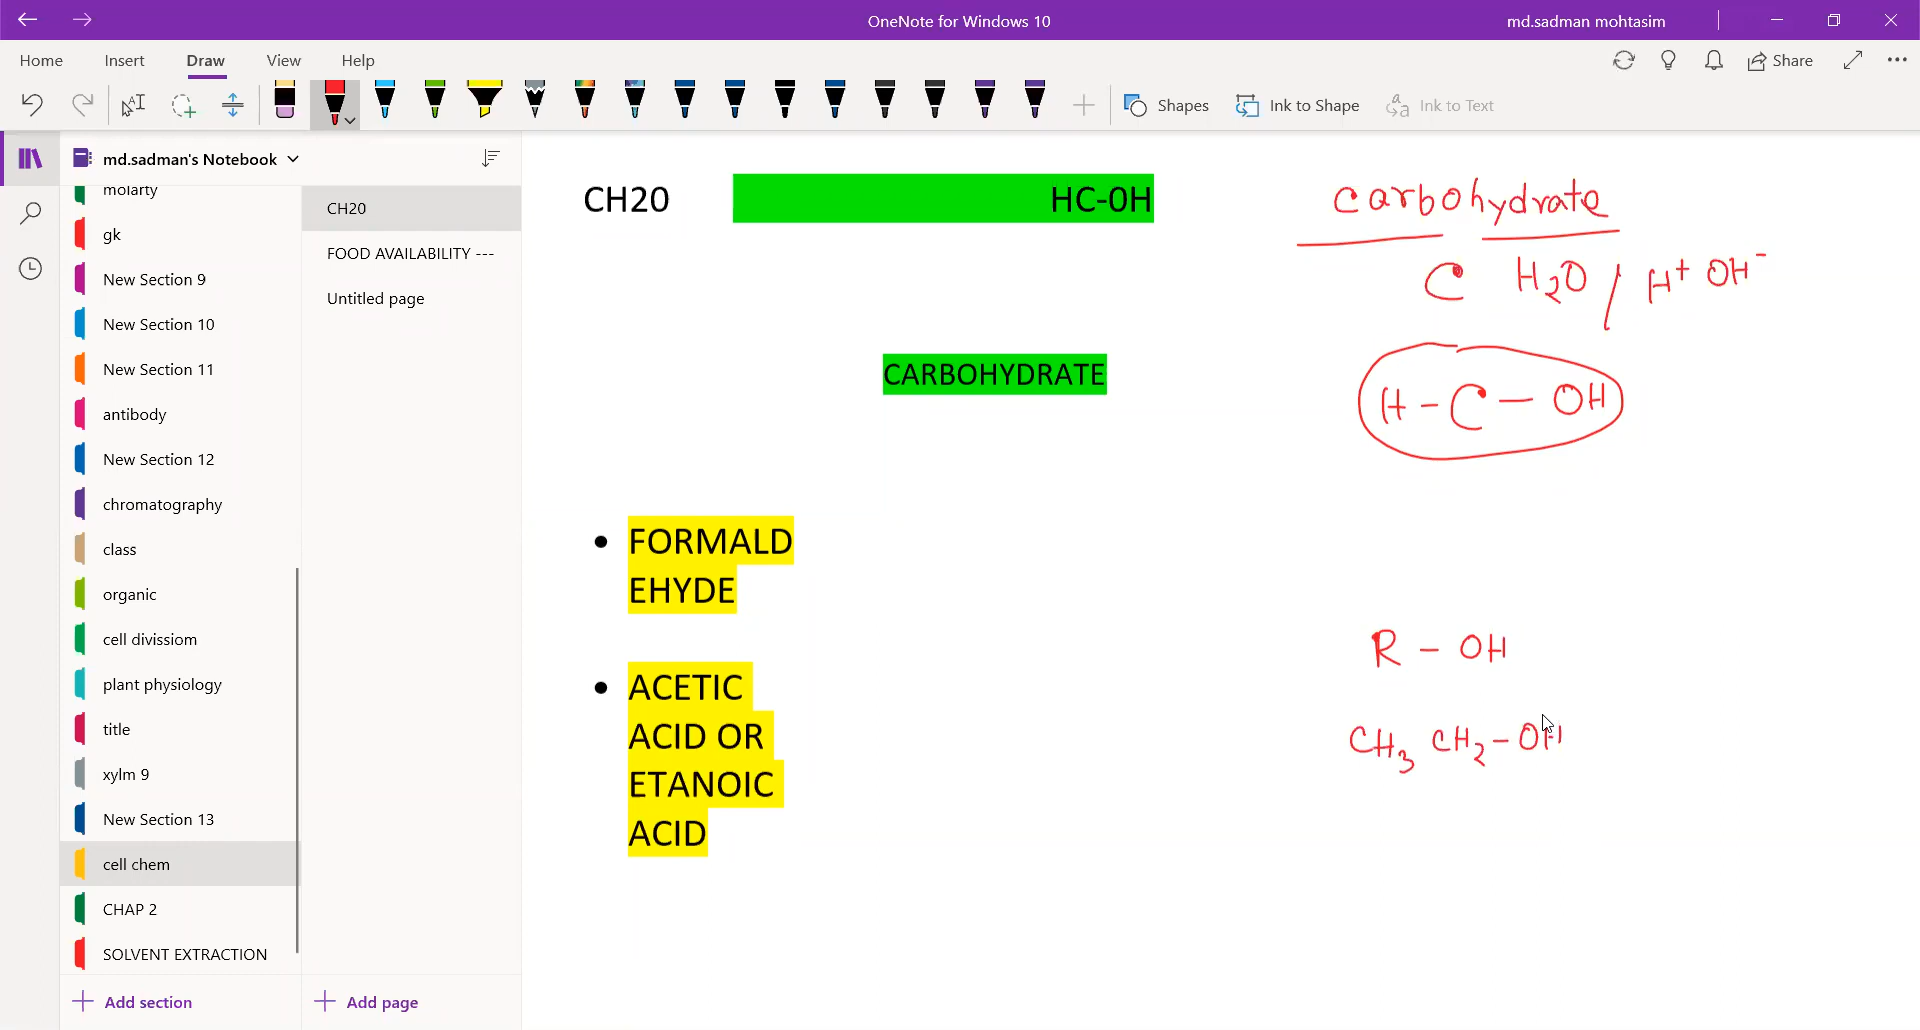 OneNote for Windows 10
md.sadman mohtasim
Home Insert Draw View Help
Share
Shapes Ink to Shape Ink to Text
md.sadman's Notebook
molarty
gk
New Section 9
New Section 10
New Section 11
antibody
New Section 12
chromatography
class
organic
cell divissiom
plant physiology
title
xylm 9
New Section 13
cell chem
CHAP 2
SOLVENT EXTRACTION
Add section
CH20
FOOD AVAILABILITY ---
Untitled page
Add page
CH20 HC-0H
CARBOHYDRATE
• FORMALD
EHYDE
• ACETIC
ACID OR
ETANOIC
ACID
carbohydrate
C H₂O / H⁺ OH⁻
H - C - OH
R - OH
CH₃ CH₂ - OH